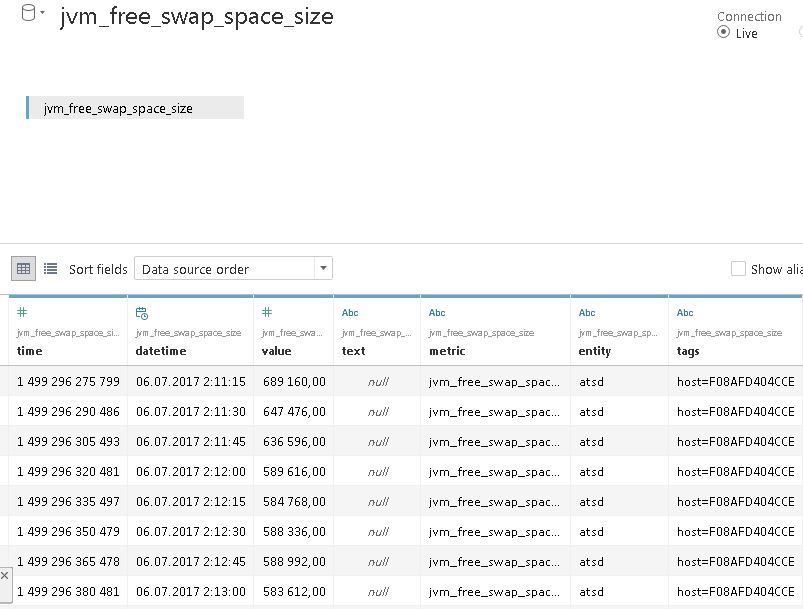 jvm_free_swap_space_size
Connection
Live
jvm_free_swap_space_size
Sort fields Data source order Show alia
# Abc Abc Abc Abc
jvm_free_swap_space_si... jvm_free_swap_space_size jvm_free_swa... jvm_free_swap_... jvm_free_swap_space_size jvm_free_swap_sp... jvm_free_swap_space_size
time datetime value text metric entity tags
1 499 296 275 799 06.07.2017 2:11:15 689 160,00 null jvm_free_swap_spac... atsd host=F08AFD404CCE
1 499 296 290 486 06.07.2017 2:11:30 647 476,00 null jvm_free_swap_spac... atsd host=F08AFD404CCE
1 499 296 305 493 06.07.2017 2:11:45 636 596,00 null jvm_free_swap_spac... atsd host=F08AFD404CCE
1 499 296 320 481 06.07.2017 2:12:00 589 616,00 null jvm_free_swap_spac... atsd host=F08AFD404CCE
1 499 296 335 497 06.07.2017 2:12:15 584 768,00 null jvm_free_swap_spac... atsd host=F08AFD404CCE
1 499 296 350 479 06.07.2017 2:12:30 588 336,00 null jvm_free_swap_spac... atsd host=F08AFD404CCE
1 499 296 365 478 06.07.2017 2:12:45 588 992,00 null jvm_free_swap_spac... atsd host=F08AFD404CCE
1 499 296 380 481 06.07.2017 2:13:00 583 612,00 null jvm_free_swap_spac... atsd host=F08AFD404CCE